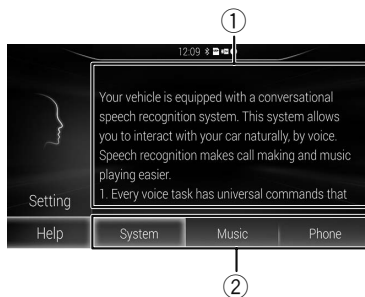 1
12:09
Your vehicle is equipped with a conversational
speech recognition system. This system allows
you to interact with your car naturally, by voice.
Speech recognition makes call making and music
playing easier.
1. Every voice task has universal commands that
Setting
Help
System
Music
Phone
2